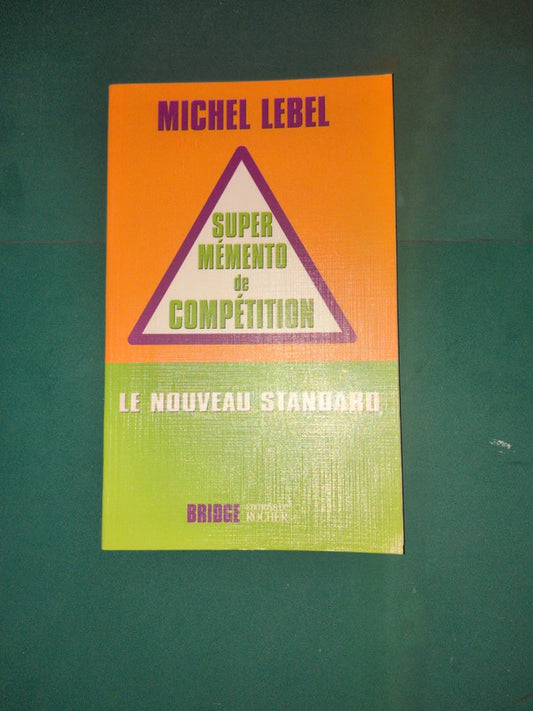 MICHEL LEBEL
SUPER
MÉMENTO
de
COMPÉTITION
LE NOUVEAU STANDARD
BRIDGE
ROCHER